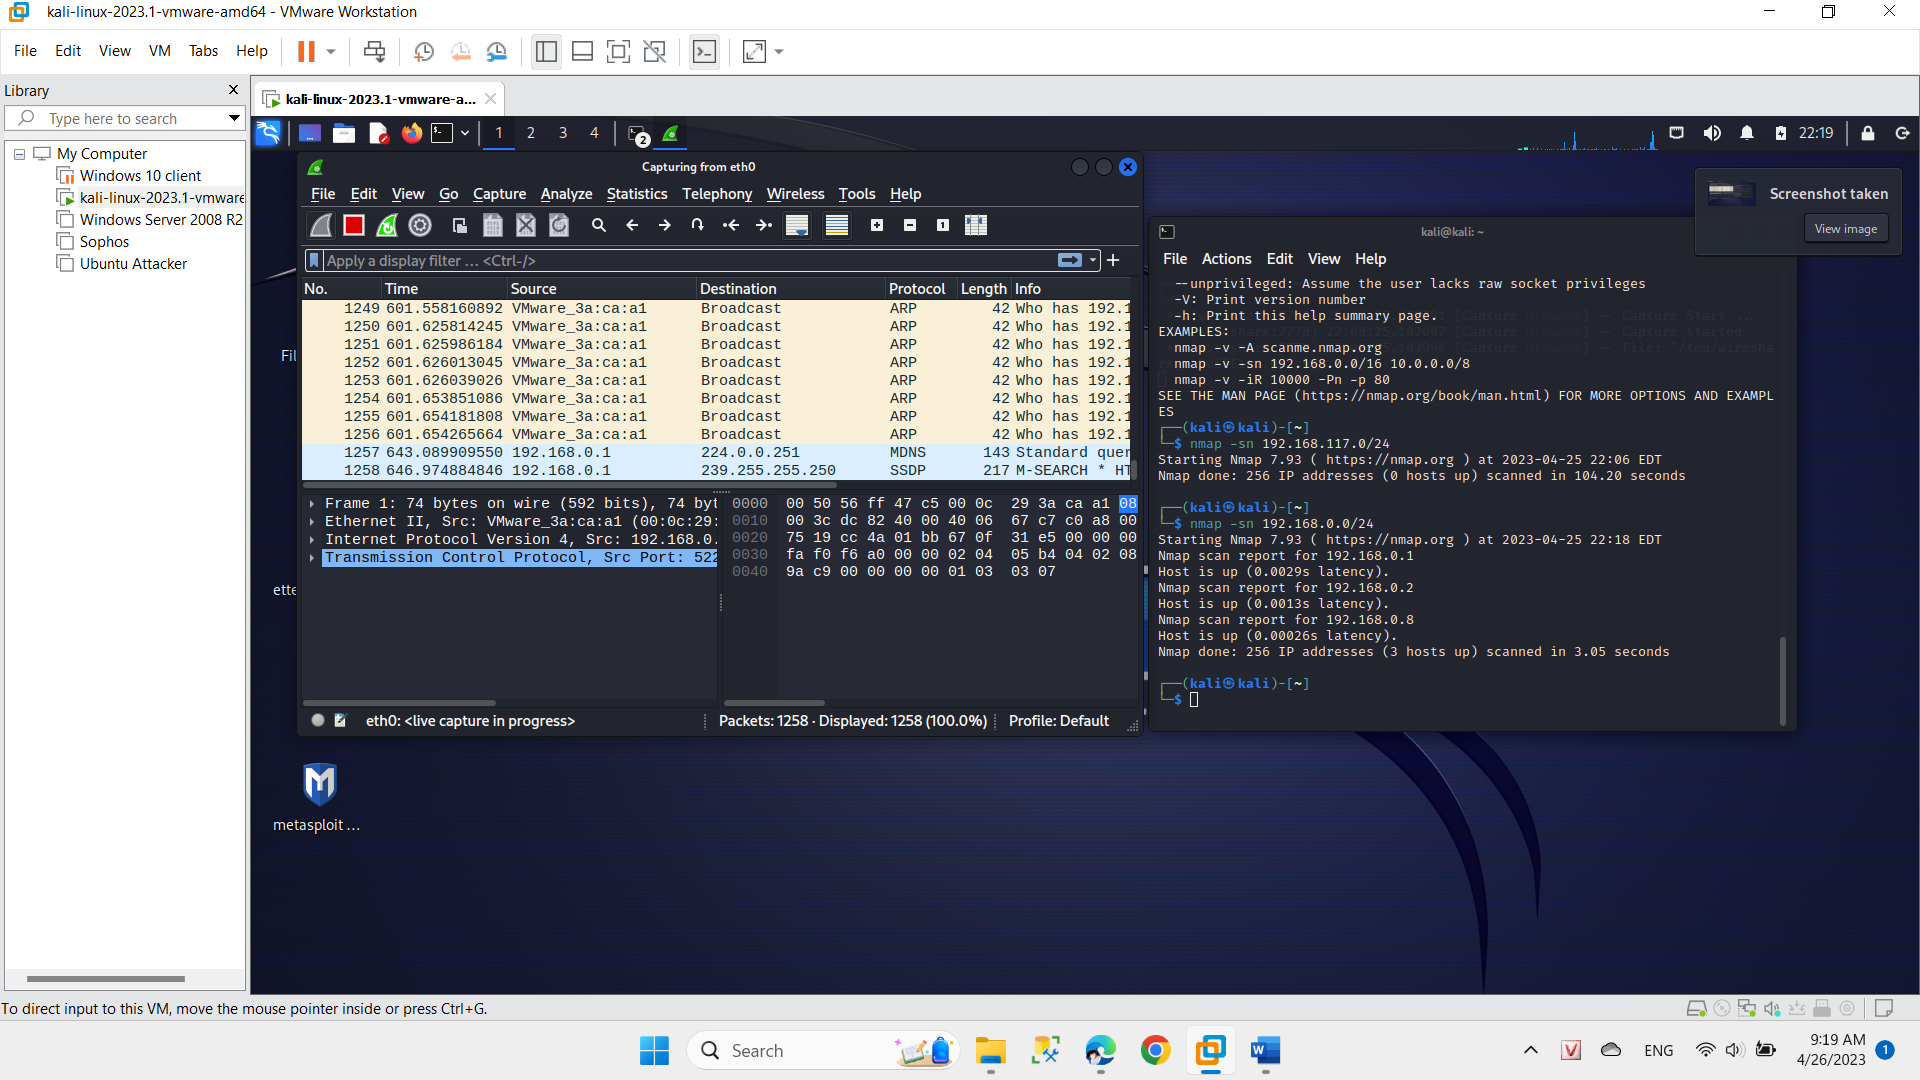 kali-linux-2023.1-vmware-amd64 - VMware Workstation
File Edit View VM Tabs Help
Library
Type here to search
My Computer
Windows 10 client
kali-linux-2023.1-vmware
Windows Server 2008 R2
Sophos
Ubuntu Attacker
kali-linux-2023.1-vmware-a...
1 2 3 4
2
22:19
Screenshot taken
View image
Capturing from eth0
File Edit View Go Capture Analyze Statistics Telephony Wireless Tools Help
Apply a display filter ... <Ctrl-/>
No. Time Source Destination Protocol Length Info
1249 601.558160892 VMware_3a:ca:a1 Broadcast ARP 42 Who has 192.1
1250 601.625814245 VMware_3a:ca:a1 Broadcast ARP 42 Who has 192.1
1251 601.625986184 VMware_3a:ca:a1 Broadcast ARP 42 Who has 192.1
1252 601.626013045 VMware_3a:ca:a1 Broadcast ARP 42 Who has 192.1
1253 601.626039026 VMware_3a:ca:a1 Broadcast ARP 42 Who has 192.1
1254 601.653851086 VMware_3a:ca:a1 Broadcast ARP 42 Who has 192.1
1255 601.654181808 VMware_3a:ca:a1 Broadcast ARP 42 Who has 192.1
1256 601.654265664 VMware_3a:ca:a1 Broadcast ARP 42 Who has 192.1
1257 643.089909550 192.168.0.1 224.0.0.251 MDNS 143 Standard quer
1258 646.974884846 192.168.0.1 239.255.255.250 SSDP 217 M-SEARCH * HT
Frame 1: 74 bytes on wire (592 bits), 74 byt
Ethernet II, Src: VMware_3a:ca:a1 (00:0c:29:
Internet Protocol Version 4, Src: 192.168.0.
Transmission Control Protocol, Src Port: 522
0000 00 50 56 ff 47 c5 00 0c 29 3a ca a1 08
0010 00 3c dc 82 40 00 40 06 67 c7 c0 a8 00
0020 75 19 cc 4a 01 bb 67 0f 31 e5 00 00 00
0030 fa f0 f6 a0 00 00 02 04 05 b4 04 02 08
0040 9a c9 00 00 00 00 01 03 03 07
eth0: <live capture in progress>
Packets: 1258 · Displayed: 1258 (100.0%)
Profile: Default
kali@kali: ~
File Actions Edit View Help
--unprivileged: Assume the user lacks raw socket privileges
-V: Print version number
-h: Print this help summary page.
EXAMPLES:
nmap -v -A scanme.nmap.org
nmap -v -sn 192.168.0.0/16 10.0.0.0/8
nmap -v -iR 10000 -Pn -p 80
SEE THE MAN PAGE (https://nmap.org/book/man.html) FOR MORE OPTIONS AND EXAMPL
ES
┌──(kali㉿kali)-[~]
└─$ nmap -sn 192.168.117.0/24
Starting Nmap 7.93 ( https://nmap.org ) at 2023-04-25 22:06 EDT
Nmap done: 256 IP addresses (0 hosts up) scanned in 104.20 seconds
┌──(kali㉿kali)-[~]
└─$ nmap -sn 192.168.0.0/24
Starting Nmap 7.93 ( https://nmap.org ) at 2023-04-25 22:18 EDT
Nmap scan report for 192.168.0.1
Host is up (0.0029s latency).
Nmap scan report for 192.168.0.2
Host is up (0.0013s latency).
Nmap scan report for 192.168.0.8
Host is up (0.00026s latency).
Nmap done: 256 IP addresses (3 hosts up) scanned in 3.05 seconds
┌──(kali㉿kali)-[~]
└─$
Fil
ette
metasploit ...
To direct input to this VM, move the mouse pointer inside or press Ctrl+G.
Search
ENG
9:19 AM
4/26/2023
1